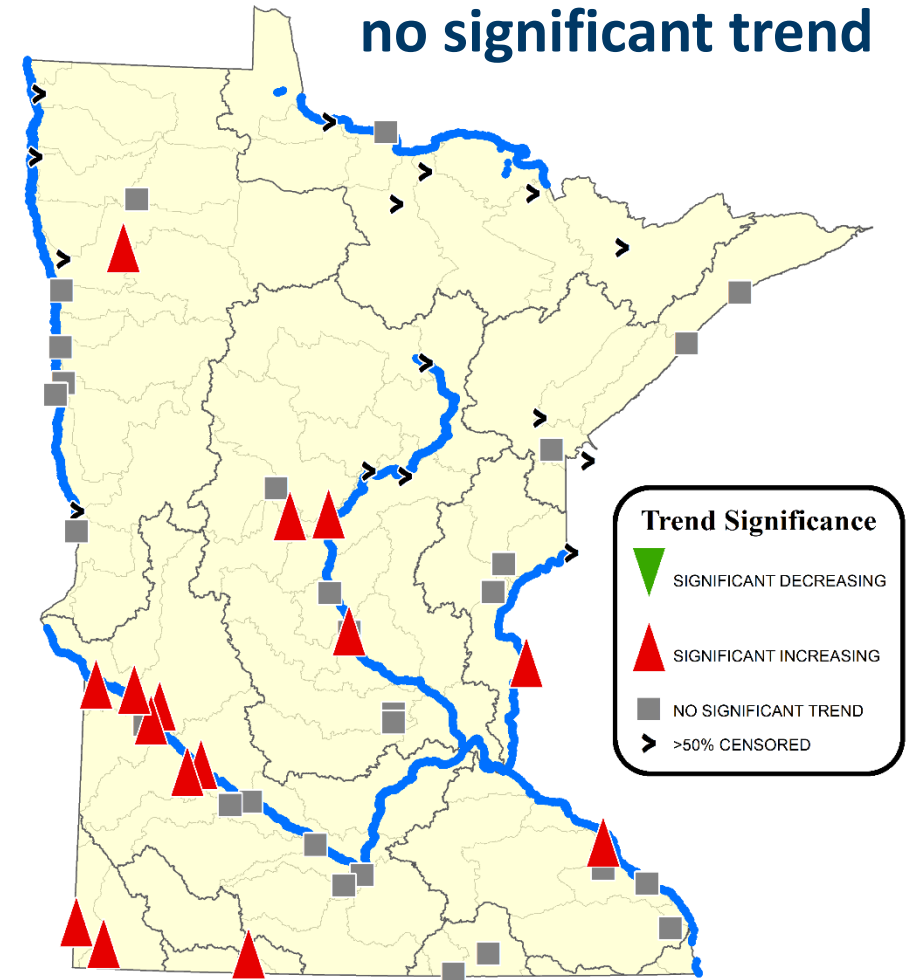 no significant trend
Trend Significance
SIGNIFICANT DECREASING
SIGNIFICANT INCREASING
NO SIGNIFICANT TREND
>50% CENSORED